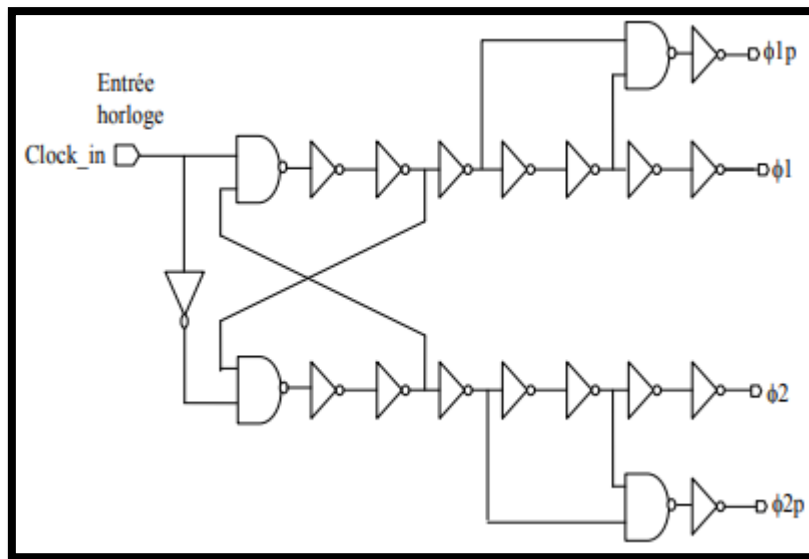 Entrée
horloge
Clock_in
ϕ1p
ϕ1
ϕ2
ϕ2p